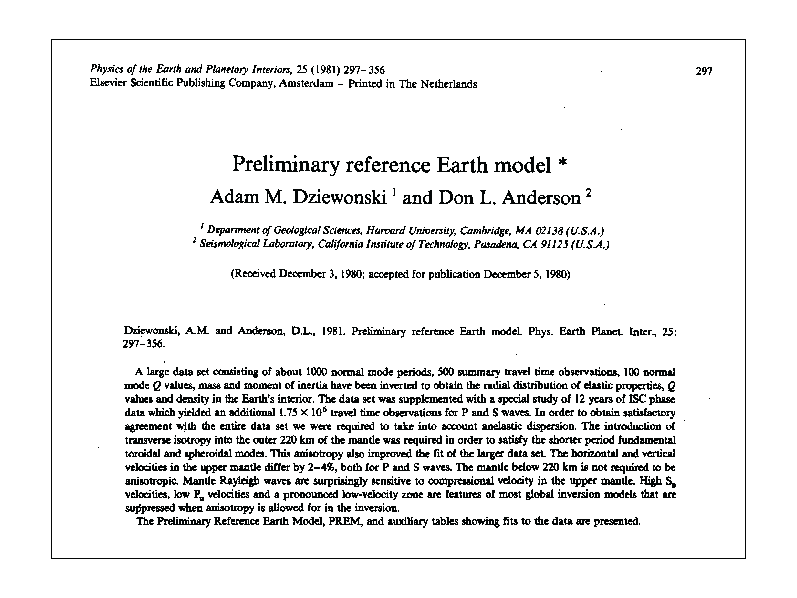 Physics of the Earth and Planetary Interiors, 25 (1981) 297–356
297
Elsevier Scientific Publishing Company, Amsterdam – Printed in The Netherlands
Preliminary reference Earth model *
Adam M. Dziewonski ¹ and Don L. Anderson ²
¹ Department of Geological Sciences, Harvard University, Cambridge, MA 02138 (U.S.A.)
² Seismological Laboratory, California Institute of Technology, Pasadena, CA 91125 (U.S.A.)
(Received December 3, 1980; accepted for publication December 5, 1980)
Dziewonski, A.M. and Anderson, D.L., 1981. Preliminary reference Earth model. Phys. Earth Planet. Inter., 25:
297–356.
A large data set consisting of about 1000 normal mode periods, 500 summary travel time observations, 100 normal
mode Q values, mass and moment of inertia have been inverted to obtain the radial distribution of elastic properties, Q
values and density in the Earth's interior. The data set was supplemented with a special study of 12 years of ISC phase
data which yielded an additional 1.75 × 10⁶ travel time observations for P and S waves. In order to obtain satisfactory
agreement with the entire data set we were required to take into account anelastic dispersion. The introduction of
transverse isotropy into the outer 220 km of the mantle was required in order to satisfy the shorter period fundamental
toroidal and spheroidal modes. This anisotropy also improved the fit of the larger data set. The horizontal and vertical
velocities in the upper mantle differ by 2–4%, both for P and S waves. The mantle below 220 km is not required to be
anisotropic. Mantle Rayleigh waves are surprisingly sensitive to compressional velocity in the upper mantle. High Sₙ
velocities, low Pₙ velocities and a pronounced low-velocity zone are features of most global inversion models that are
suppressed when anisotropy is allowed for in the inversion.
The Preliminary Reference Earth Model, PREM, and auxiliary tables showing fits to the data are presented.